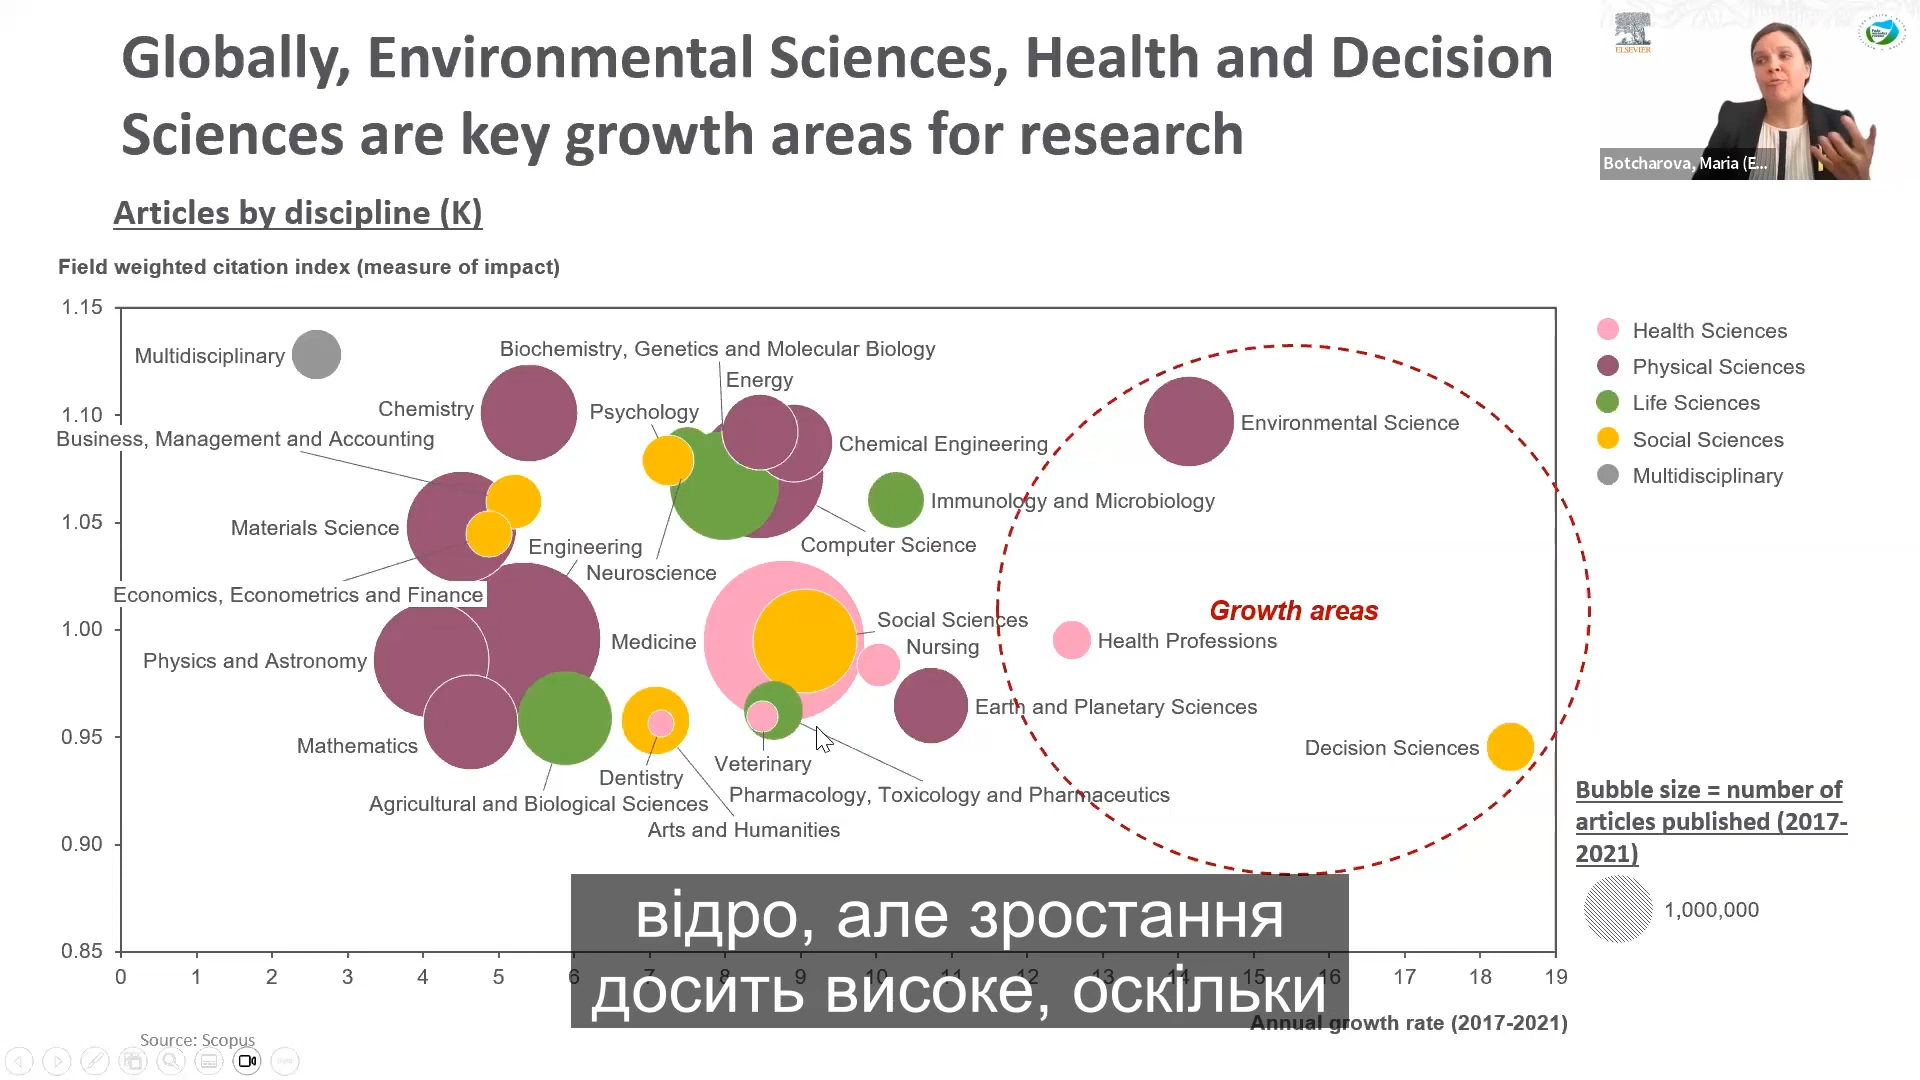 Globally, Environmental Sciences, Health and Decision
Sciences are key growth areas for research
ELSEVIER
Botcharova, Maria (E...
Articles by discipline (K)
Field weighted citation index (measure of impact)
1.15
1.10
1.05
1.00
0.95
0.90
0.85
Multidisciplinary
Biochemistry, Genetics and Molecular Biology
Energy
Chemistry
Psychology
Business, Management and Accounting
Chemical Engineering
Environmental Science
Immunology and Microbiology
Materials Science
Engineering
Computer Science
Neuroscience
Economics, Econometrics and Finance
Growth areas
Social Sciences
Medicine
Nursing
Health Professions
Physics and Astronomy
Earth and Planetary Sciences
Mathematics
Decision Sciences
Veterinary
Dentistry
Pharmacology, Toxicology and Pharmaceutics
Agricultural and Biological Sciences
Arts and Humanities
Health Sciences
Physical Sciences
Life Sciences
Social Sciences
Multidisciplinary
Bubble size = number of
articles published (2017-
2021)
1,000,000
0 1 2 3 4 5 6 7 8 9 10 11 12 13 14 15 16 17 18 19
Annual growth rate (2017-2021)
відро, але зростання
досить високе, оскільки
Source: Scopus